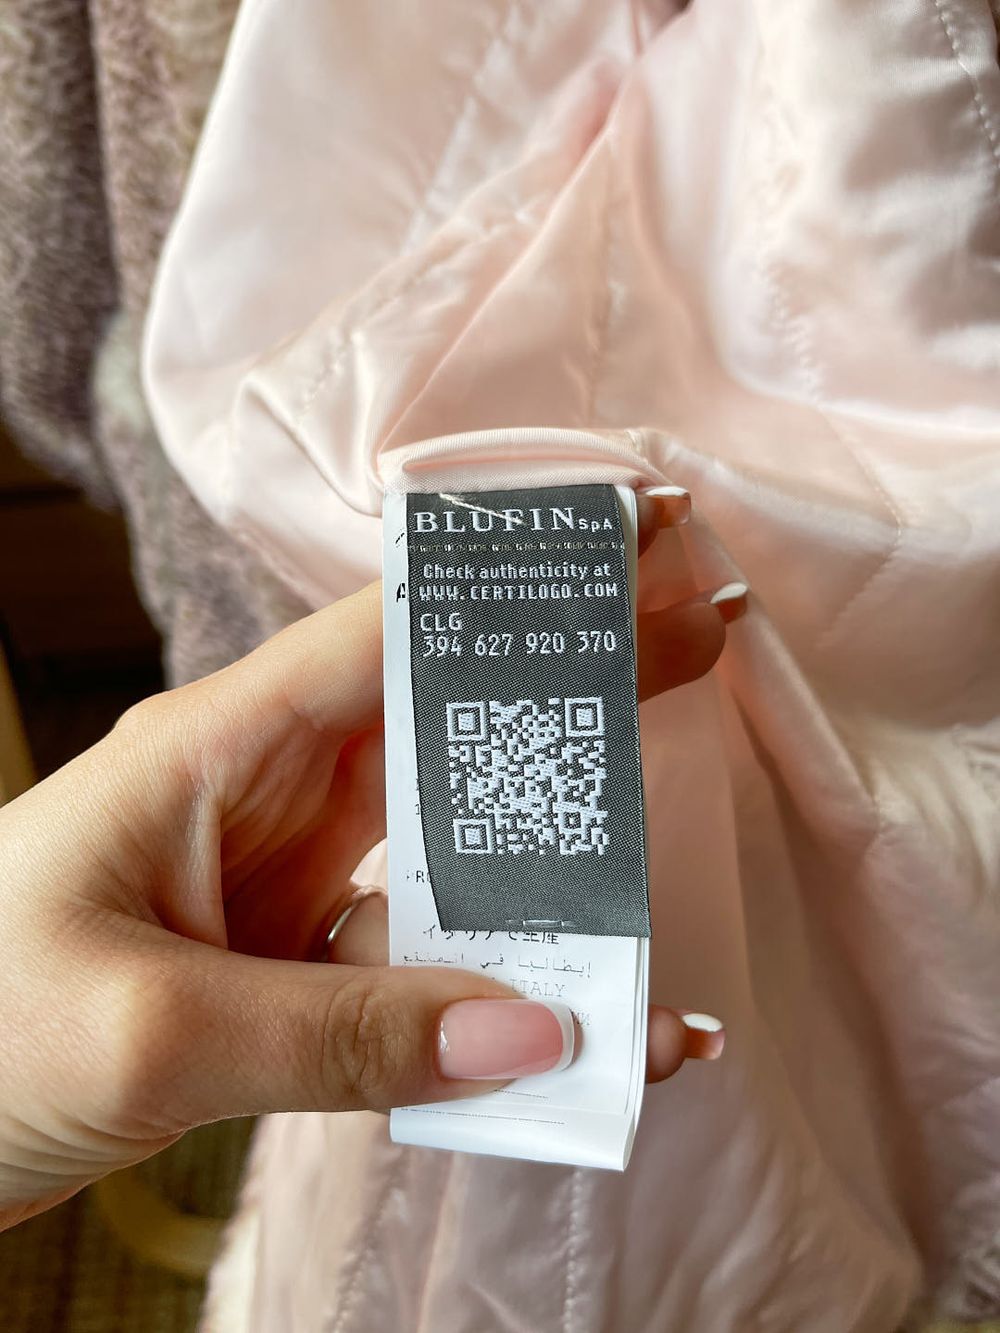 BLUFIN SpA
Check authenticity at
WWW.CERTILOGO.COM
CLG
394 627 920 370
イタリアで生産
إيطاليا في الصنع
ITALY